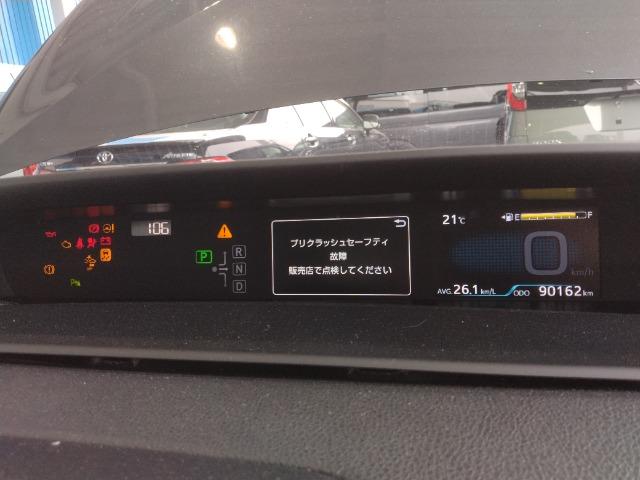 106
P
R
N
D
プリクラッシュセーフティ
故障
販売店で点検してください
21℃
E F
0
km/h
AVG. 26.1 km/L ODO 90162 km